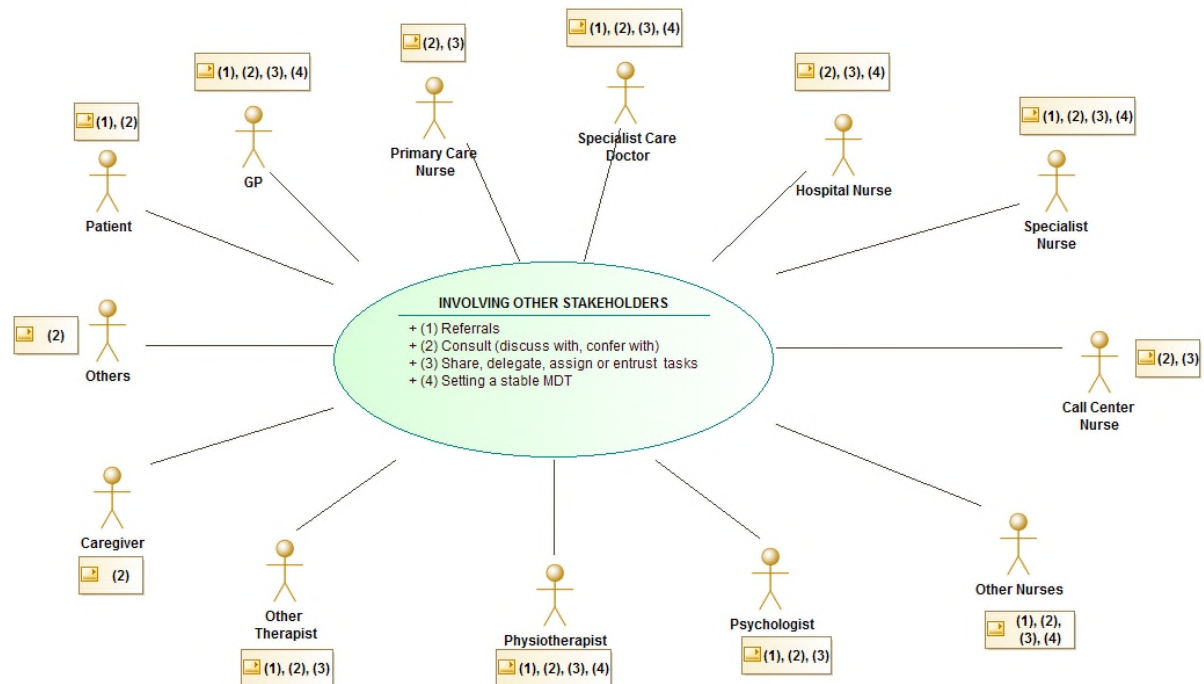 (1), (2), (3), (4)
(2), (3)
(1), (2), (3), (4)
(2), (3), (4)
(1), (2)
(1), (2), (3), (4)
GP
Primary Care
Nurse
Specialist Care
Doctor
Hospital Nurse
Patient
Specialist
Nurse
INVOLVING OTHER STAKEHOLDERS
+ (1) Referrals
+ (2) Consult (discuss with, confer with)
+ (3) Share, delegate, assign or entrust tasks
+ (4) Setting a stable MDT
(2)
Others
(2), (3)
Call Center
Nurse
Caregiver
(2)
Other
Therapist
(1), (2), (3)
Physiotherapist
(1), (2), (3), (4)
Psychologist
(1), (2), (3)
Other Nurses
(1), (2),
(3), (4)